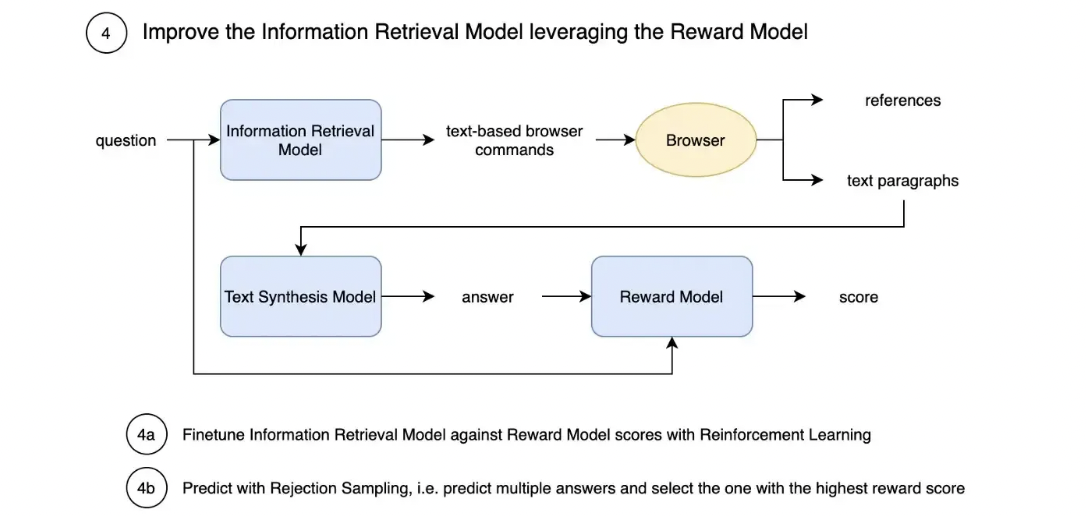 4
Improve the Information Retrieval Model leveraging the Reward Model
question
Information Retrieval
Model
text-based browser
commands
Browser
references
text paragraphs
Text Synthesis Model
answer
Reward Model
score
4a
Finetune Information Retrieval Model against Reward Model scores with Reinforcement Learning
4b
Predict with Rejection Sampling, i.e. predict multiple answers and select the one with the highest reward score